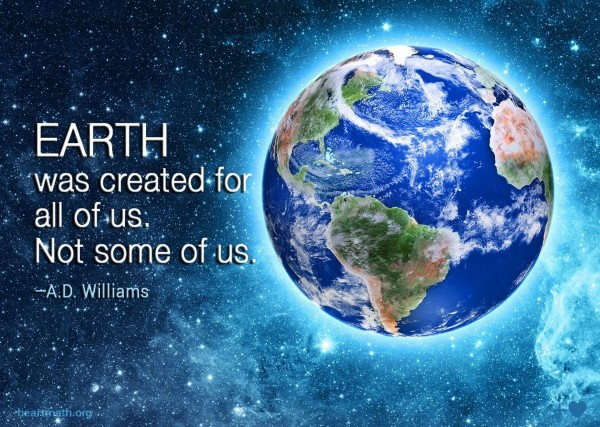 EARTH
was created for
all of us.
Not some of us.
—A.D. Williams
heartmath.org